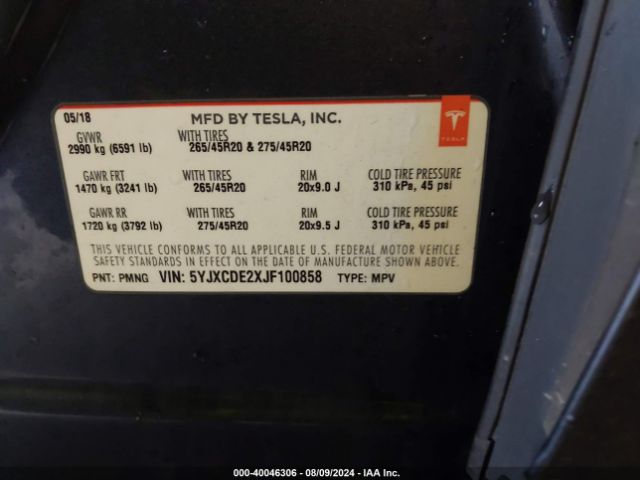 05/18 MFD BY TESLA, INC.
TESLA
GVWR WITH TIRES
2990 kg (6591 lb) 265/45R20 & 275/45R20
GAWR FRT WITH TIRES RIM COLD TIRE PRESSURE
1470 kg (3241 lb) 265/45R20 20x9.0 J 310 kPa, 45 psi
GAWR RR WITH TIRES RIM COLD TIRE PRESSURE
1720 kg (3792 lb) 275/45R20 20x9.5 J 310 kPa, 45 psi
THIS VEHICLE CONFORMS TO ALL APPLICABLE U.S. FEDERAL MOTOR VEHICLE
SAFETY STANDARDS IN EFFECT ON THE DATE OF MANUFACTURE SHOWN ABOVE.
PNT: PMNG VIN: 5YJXCDE2XJF100858 TYPE: MPV
000-40046306 - 08/09/2024 - IAA Inc.